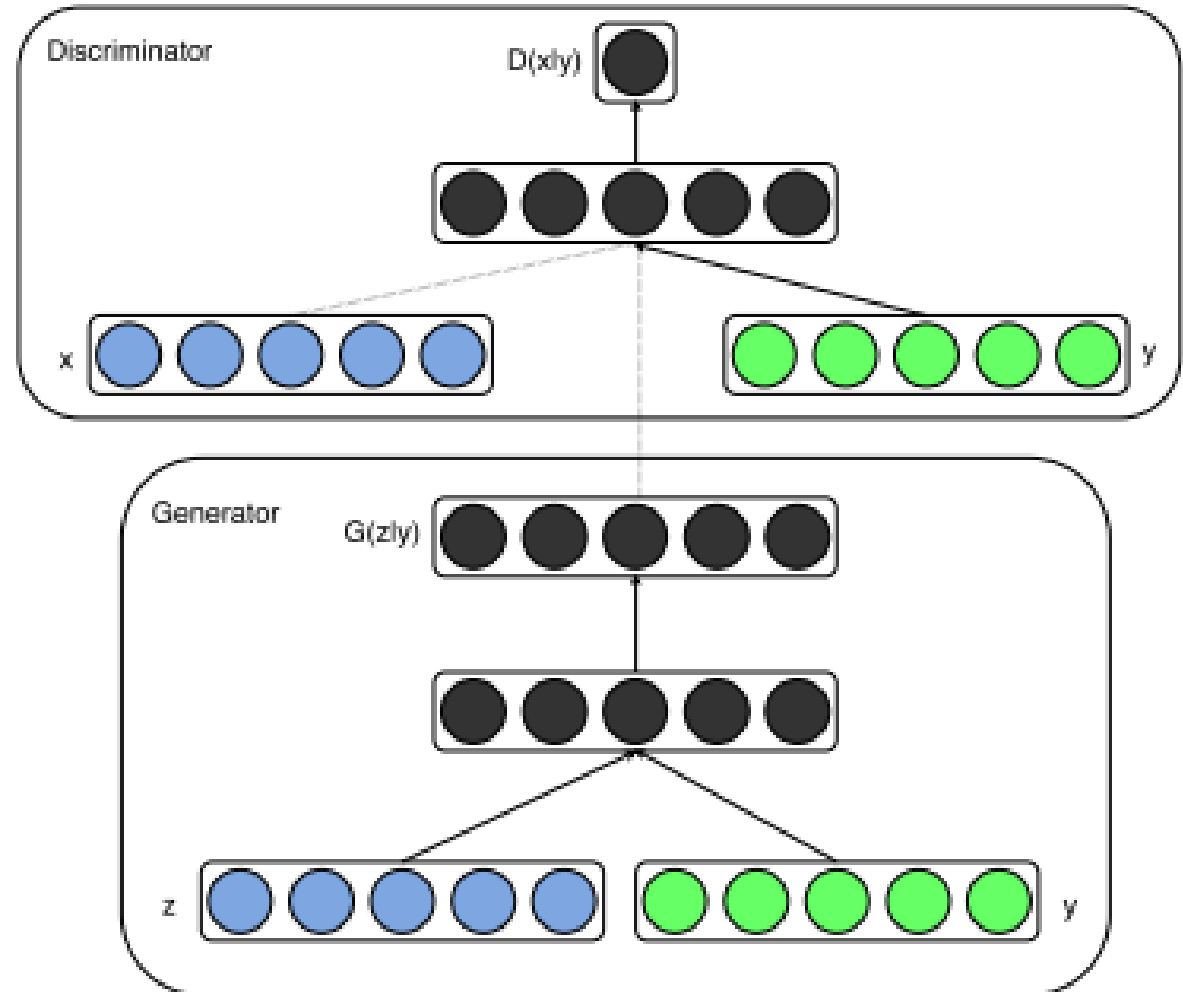 Discriminator
D(x|y)
x
y
Generator
G(z|y)
z
y